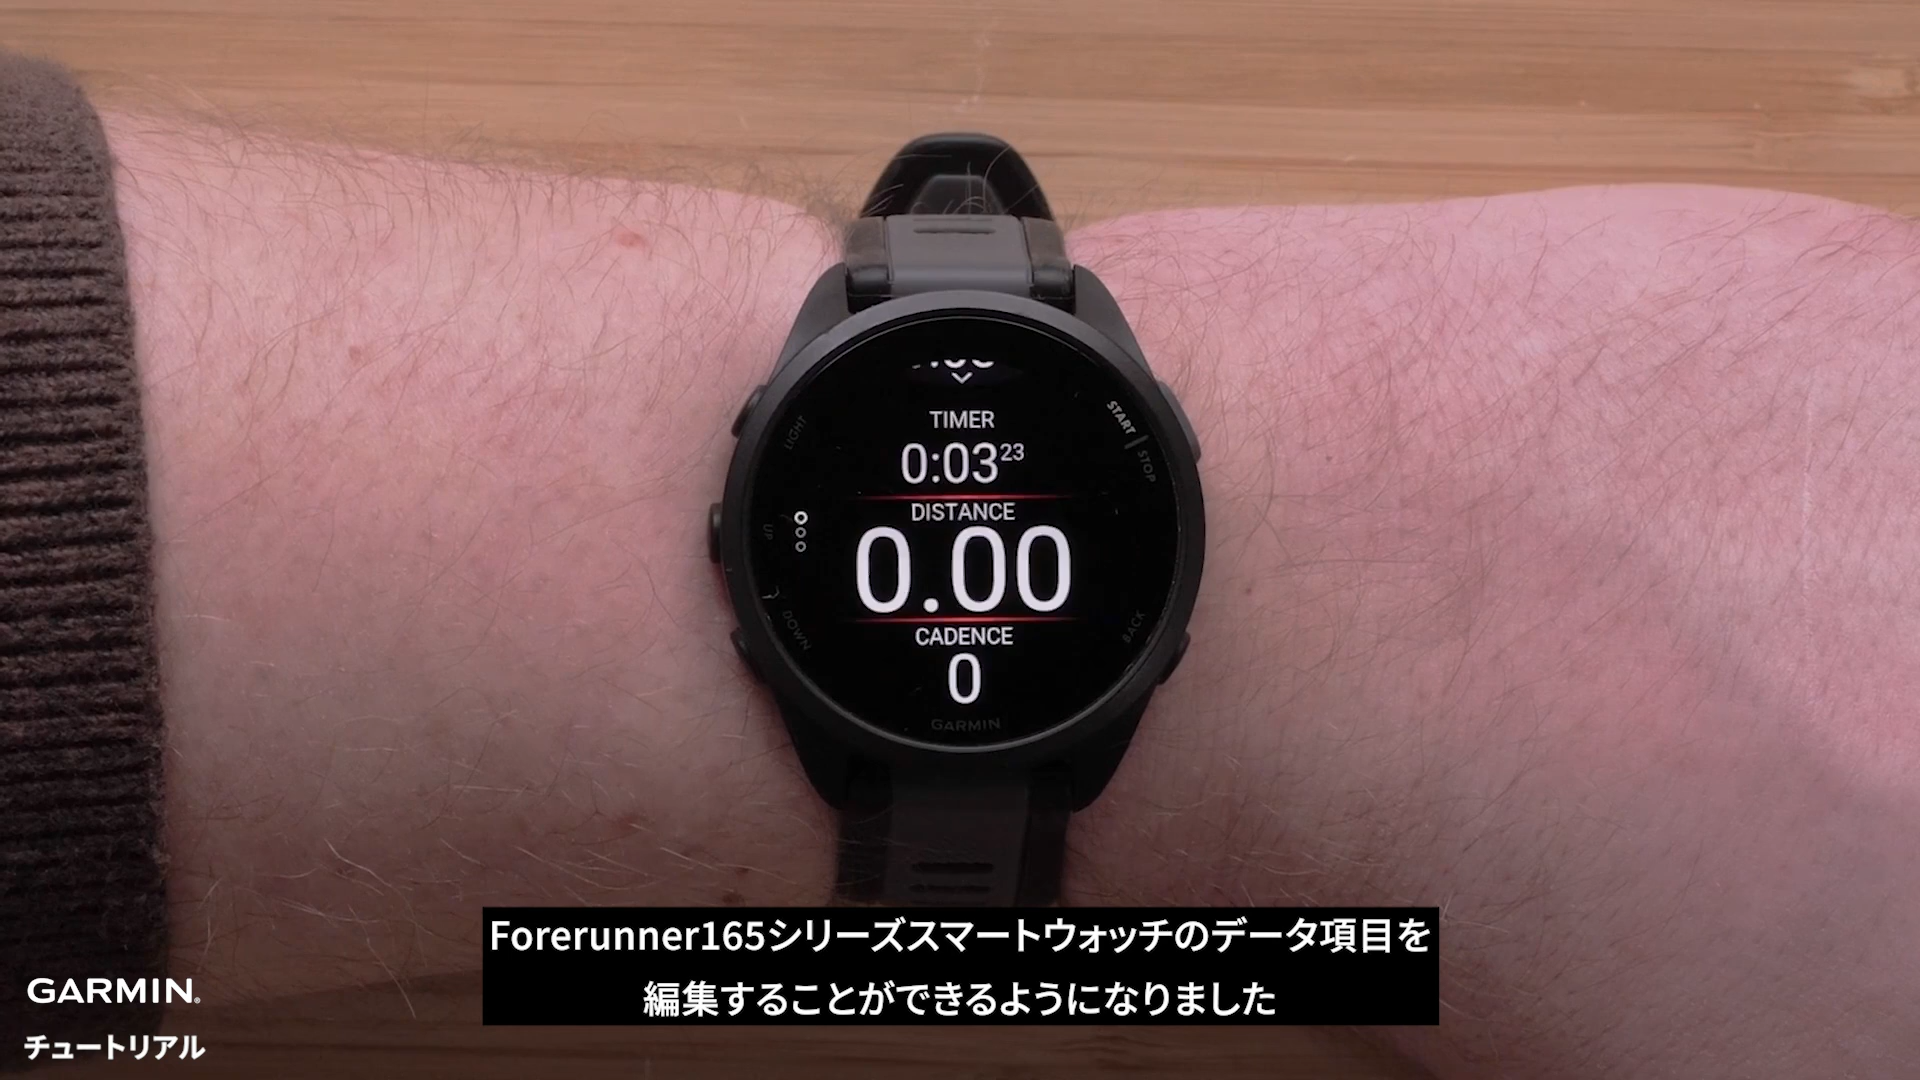 TIMER
0:03 23
DISTANCE
0.00
CADENCE
0
LIGHT
UP
DOWN
START
STOP
BACK
GARMIN
Forerunner165シリーズスマートウォッチのデータ項目を
編集することができるようになりました
GARMIN®
チュートリアル